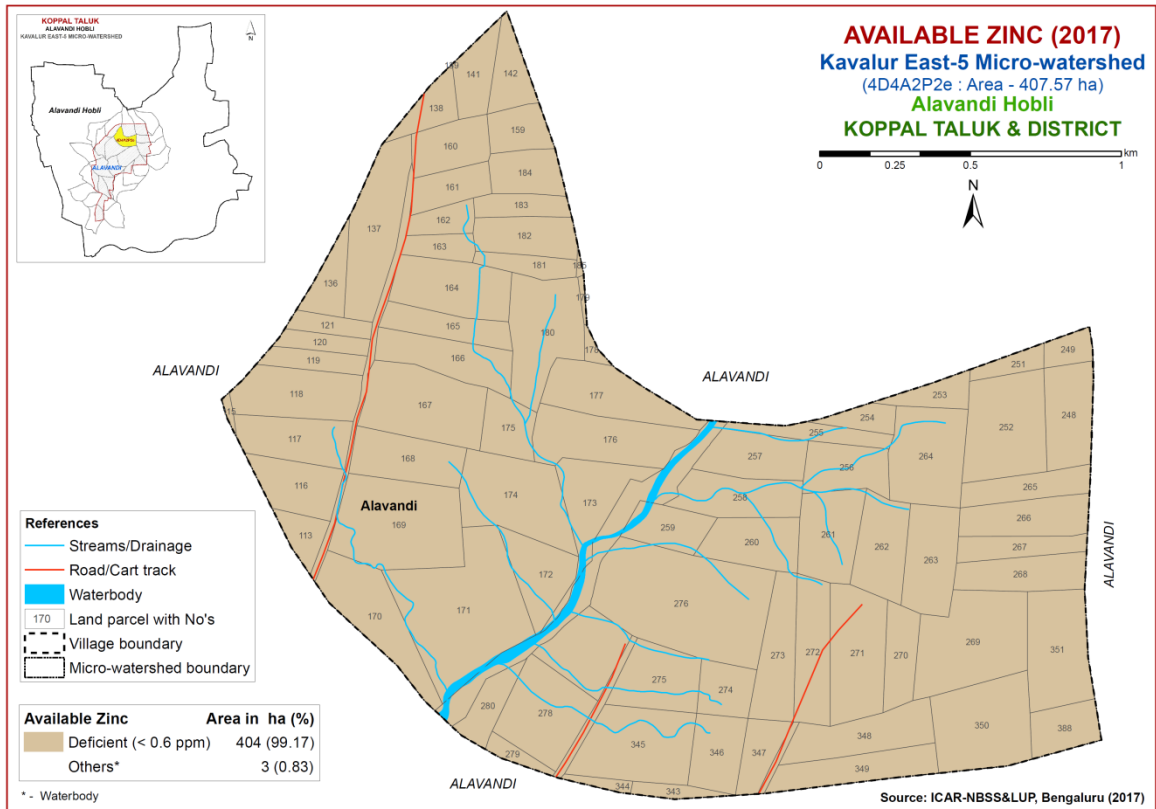 KOPPAL TALUK
ALAVANDI HOBLI
KAVALUR EAST-5 MICRO-WATERSHED
N
Alavandi Hobli
ALAVANDI
AVAILABLE ZINC (2017)
Kavalur East-5 Micro-watershed
(4D4A2P2e : Area - 407.57 ha)
Alavandi Hobli
KOPPAL TALUK & DISTRICT
km
0 0.25 0.5 1
N
141 142
138
159
160
184
161
183
162
137
182
163
181
185
136
164
179
121
165
180
120
166
178
119
ALAVANDI
ALAVANDI
118
177
167
175
176
117
168
174
173
116
Alavandi
169
113
172
170
171
249
251
253
248
254
252
255
264
257
256
265
258
266
259
261
260
262
267
263
268
276
273
272
271
270
269
351
ALAVANDI
275
274
280
278
350
388
345
346
347
348
279
349
344
343
ALAVANDI
References
Streams/Drainage
Road/Cart track
Waterbody
170 Land parcel with No's
Village boundary
Micro-watershed boundary
Available Zinc Area in ha (%)
Deficient (< 0.6 ppm) 404 (99.17)
Others* 3 (0.83)
* - Waterbody
Source: ICAR-NBSS&LUP, Bengaluru (2017)